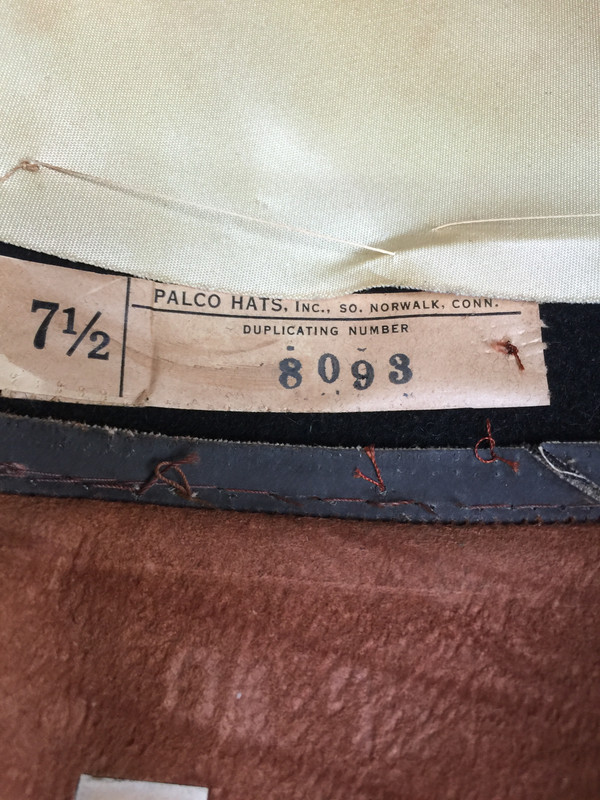 7½
PALCO HATS, INC., SO. NORWALK, CONN.
DUPLICATING NUMBER
8093